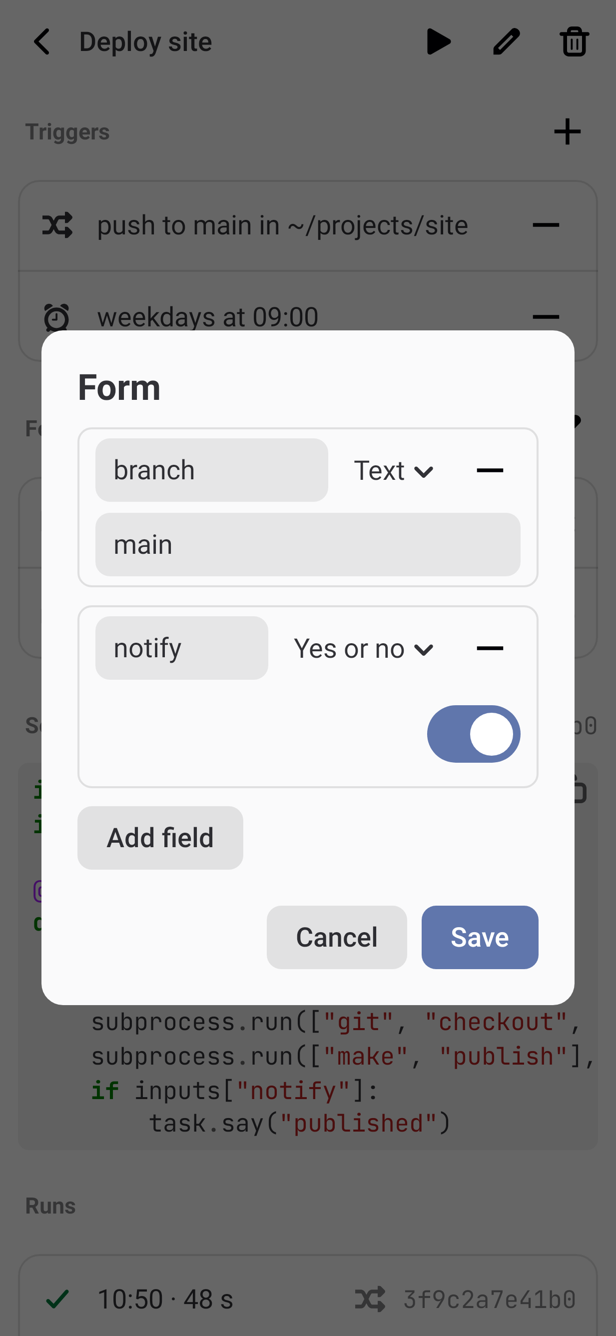 Deploy site
Triggers
push to main in ~/projects/site
weekdays at 09:00
Form
branch
Text
main
notify
Yes or no
Add field
Cancel
Save
subprocess.run(["git", "checkout",
subprocess.run(["make", "publish"],
if inputs["notify"]:
task.say("published")
Runs
10:50 · 48 s
3f9c2a7e41b0